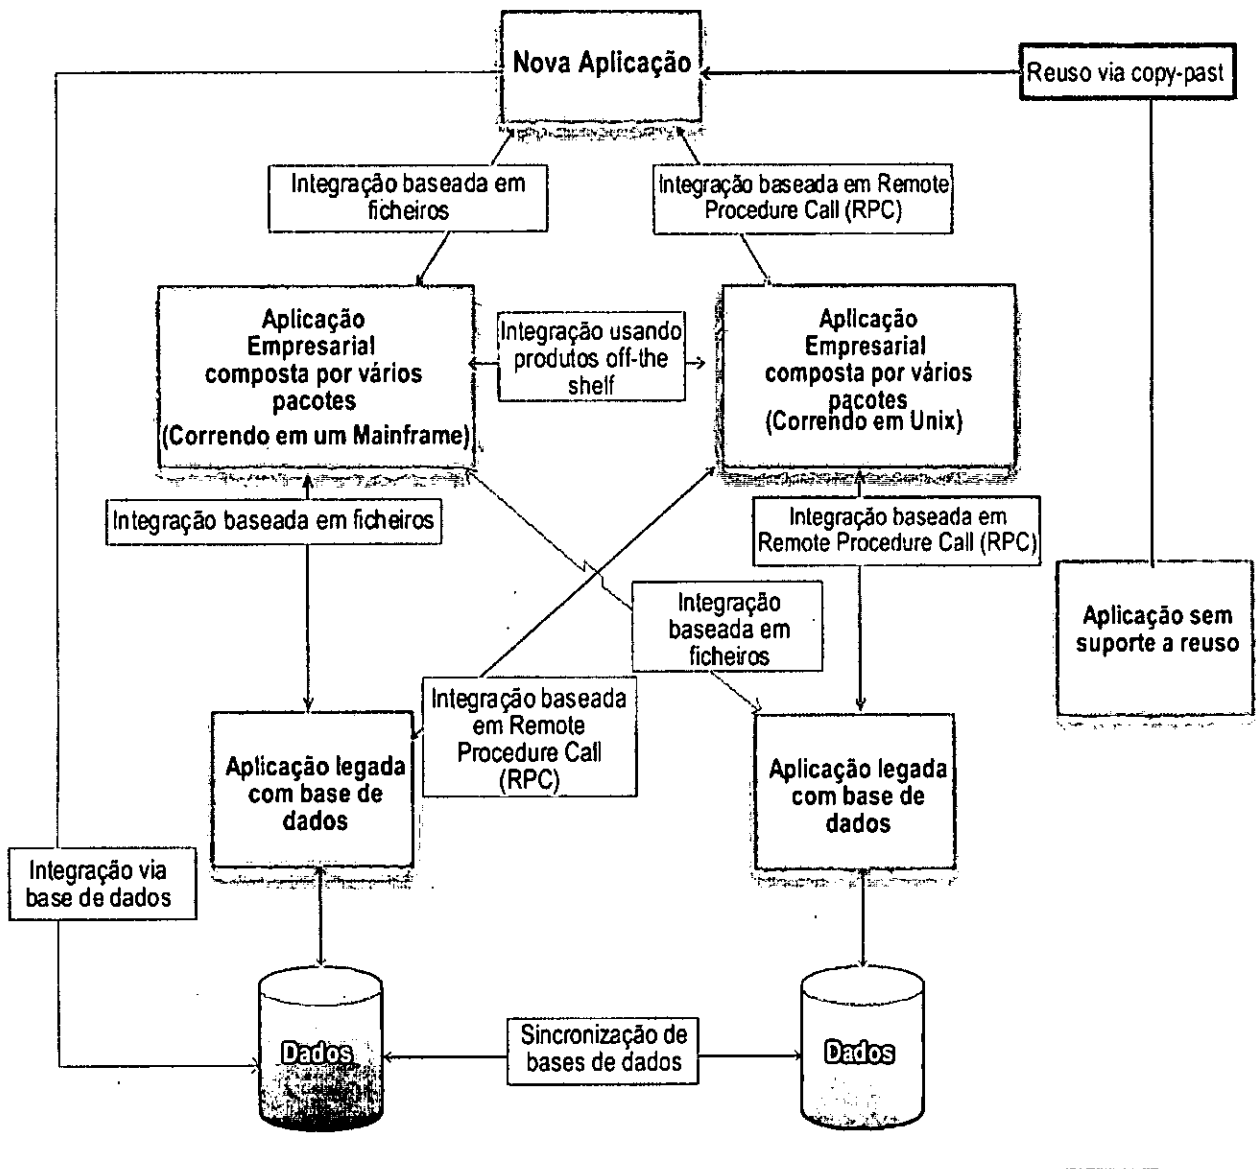 Nova Aplicação
Reuso via copy-past
Integração baseada em
ficheiros
Integração baseada em Remote
Procedure Call (RPC)
Aplicação
Empresarial
composta por vários
pacotes
(Correndo em um Mainframe)
Integração usando
produtos off-the
shelf
Aplicação
Empresarial
composta por vários
pacotes
(Correndo em Unix)
Integração baseada em ficheiros
Integração baseada em
Remote Procedure Call (RPC)
Integração
baseada em
ficheiros
Aplicação sem
suporte a reuso
Integração baseada
em Remote
Procedure Call
(RPC)
Aplicação legada
com base de
dados
Aplicação legada
com base de
dados
Integração via
base de dados
Dados
Sincronização de
bases de dados
Dados